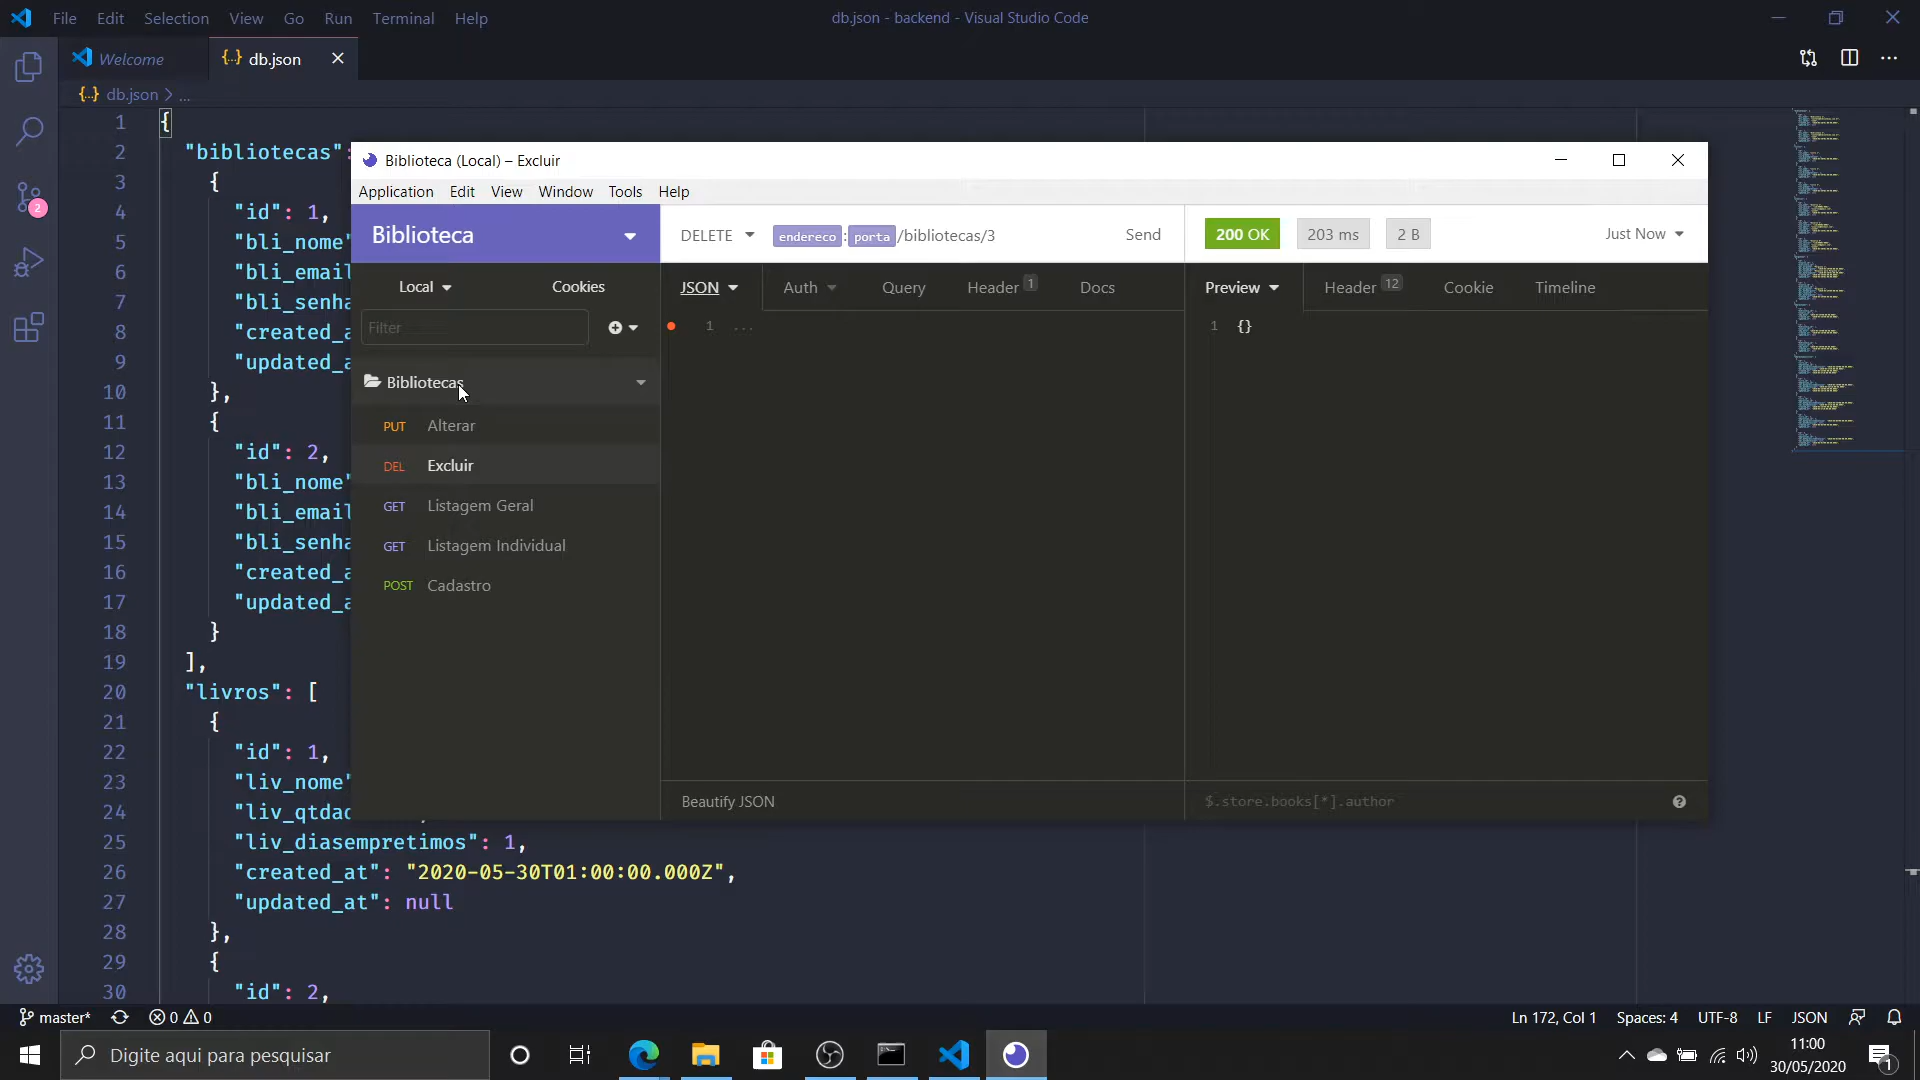 File Edit Selection View Go Run Terminal Help
db.json - backend - Visual Studio Code
Welcome
{..} db.json
{..} db.json > ...
1 {
2 "bibliotecas":
3 {
4 "id": 1,
5 "bli_nome"
6 "bli_email
7 "bli_senha
8 "created_a
9 "updated_a
10 },
11 {
12 "id": 2,
13 "bli_nome"
14 "bli_email
15 "bli_senha
16 "created_a
17 "updated_a
18 }
19 ],
20 "livros": [
21 {
22 "id": 1,
23 "liv_nome"
24 "liv_qtdad
25 "liv_diasempretimos": 1,
26 "created_at": "2020-05-30T01:00:00.000Z",
27 "updated_at": null
28 },
29 {
30 "id": 2,
2
Biblioteca (Local) – Excluir
Application Edit View Window Tools Help
Biblioteca
DELETE endereco:porta/bibliotecas/3 Send
200 OK 203 ms 2 B Just Now
Local Cookies
JSON Auth Query Header 1 Docs
Preview Header 12 Cookie Timeline
Filter
1 ...
1 {}
Bibliotecas
PUT Alterar
DEL Excluir
GET Listagem Geral
GET Listagem Individual
POST Cadastro
Beautify JSON
$.store.books[*].author
master* 0 0
Ln 172, Col 1 Spaces: 4 UTF-8 LF JSON
Digite aqui para pesquisar
11:00
30/05/2020
1